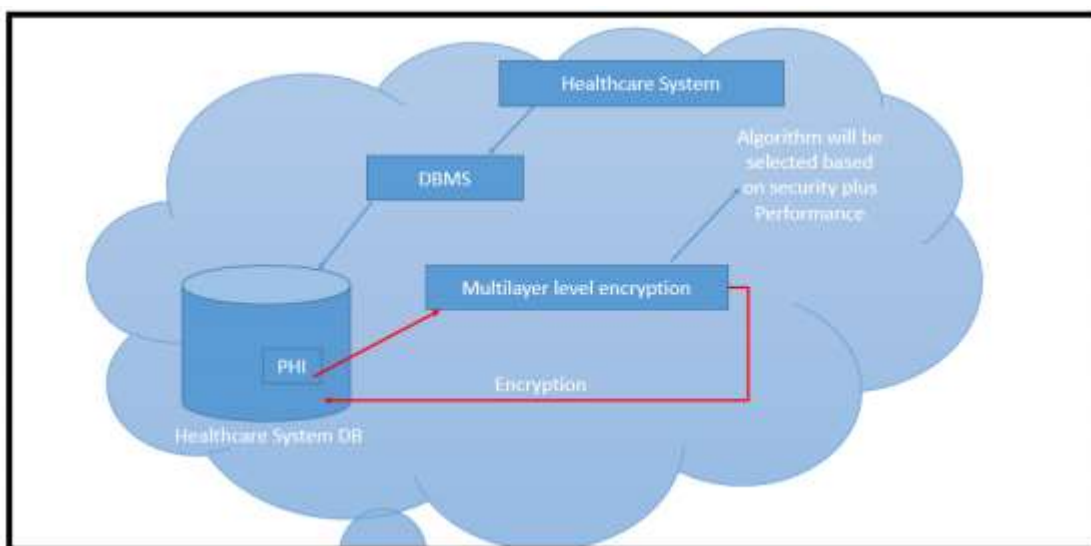 Healthcare System
Algorithm will be
selected based
on security plus
Performance
DBMS
Multilayer level encryption
PHI
Encryption
Healthcare System DB